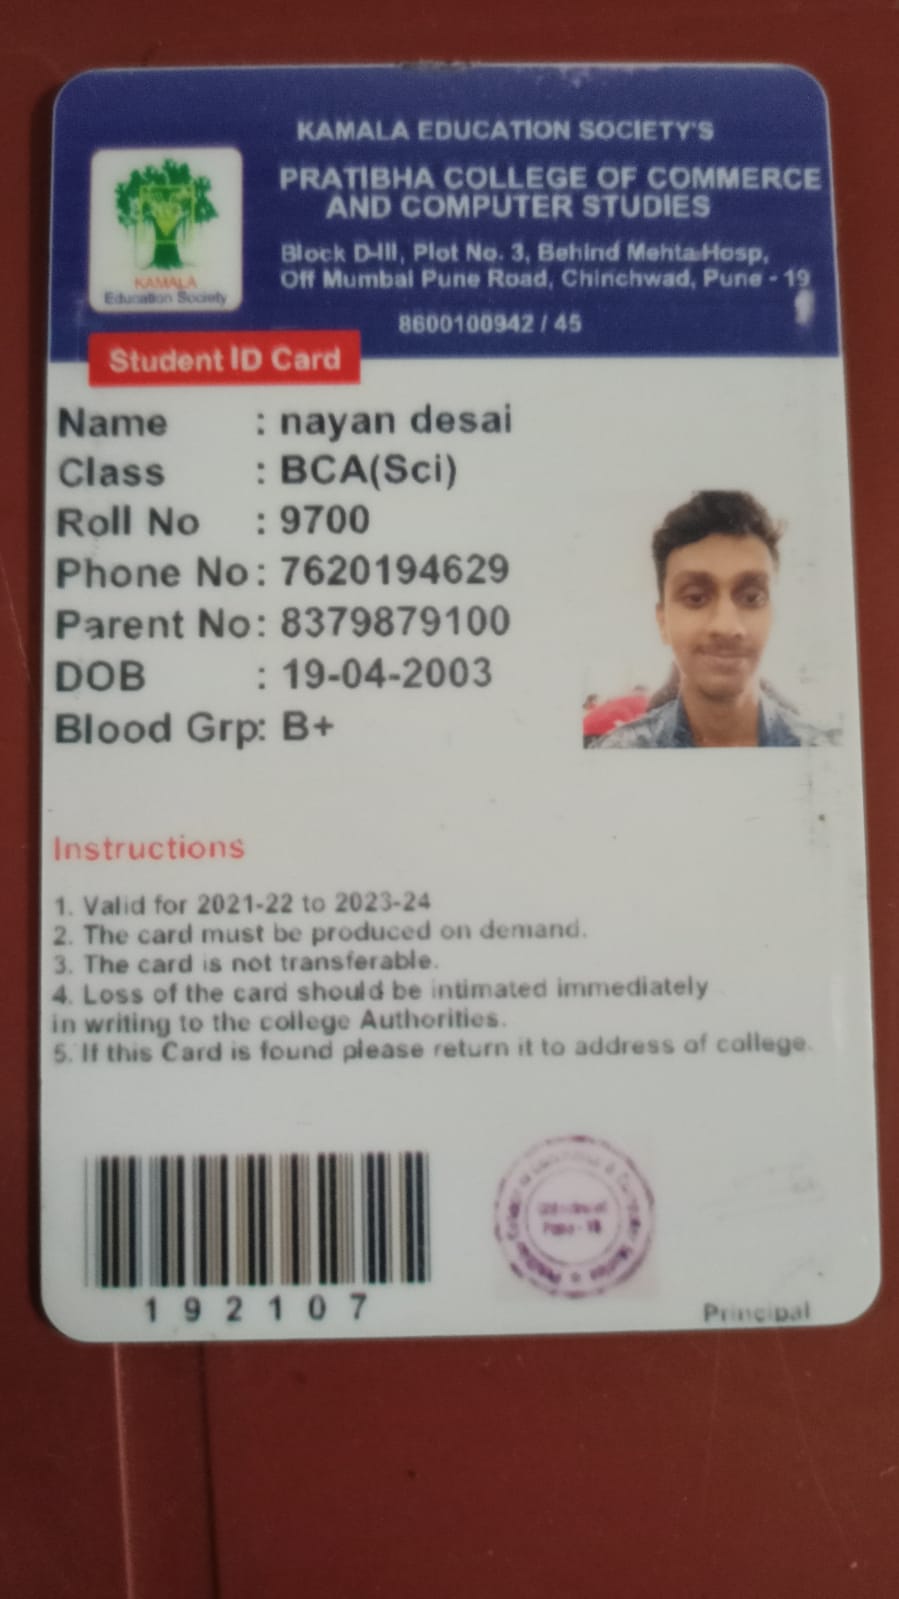 KAMALA EDUCATION SOCIETY'S
PRATIBHA COLLEGE OF COMMERCE
AND COMPUTER STUDIES
Block D-III, Plot No. 3, Behind Mehta Hosp,
Off Mumbai Pune Road, Chinchwad, Pune - 19
8600100942 / 45
KAMALA
Education Society
Student ID Card
Name : nayan desai
Class : BCA(Sci)
Roll No : 9700
Phone No: 7620194629
Parent No: 8379879100
DOB : 19-04-2003
Blood Grp: B+
Instructions
1. Valid for 2021-22 to 2023-24
2. The card must be produced on demand.
3. The card is not transferable.
4. Loss of the card should be intimated immediately
in writing to the college Authorities.
5. If this Card is found please return it to address of college.
192107
Principal